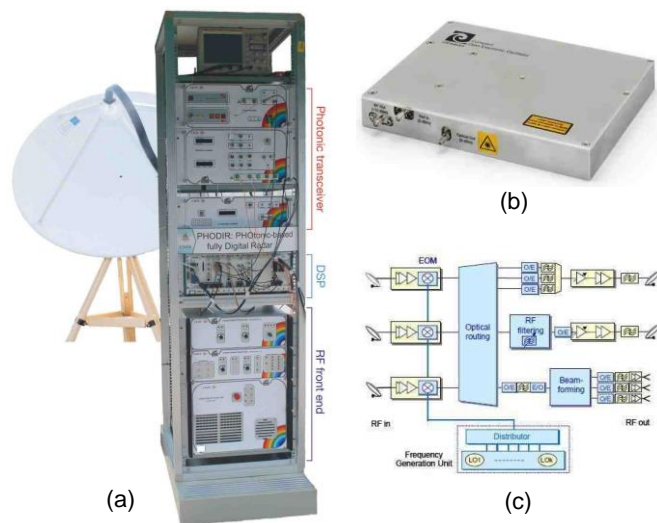 Photonic transceiver
PHODIR: PHOtonic-based
fully Digital Radar
DSP
RF front end
(a)
(b)
EOM
O/E
O/E
O/E
Optical
routing
RF
filtering
O/E
O/E
E/O
Beam-
forming
O/E
O/E
O/E
RF in
RF out
Distributor
Frequency
Generation Unit
LO1
LOk
(c)